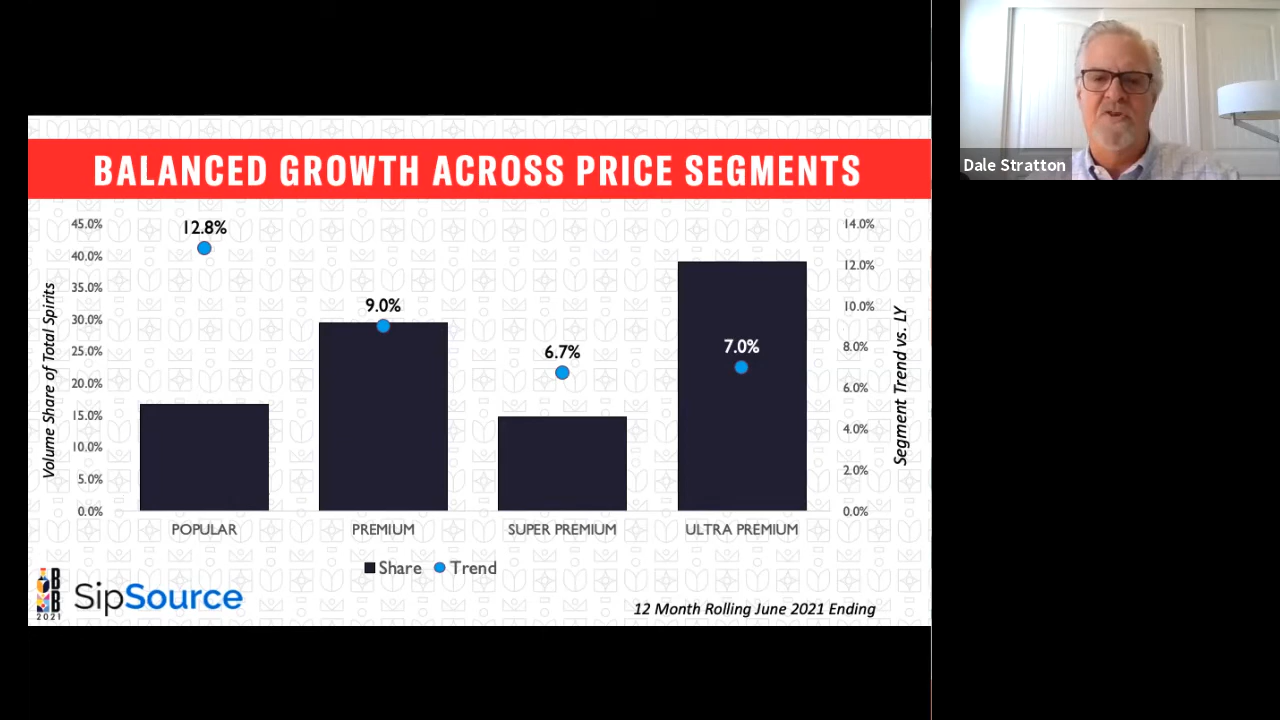 BALANCED GROWTH ACROSS PRICE SEGMENTS
Volume Share of Total Spirits
45.0%
40.0%
35.0%
30.0%
25.0%
20.0%
15.0%
10.0%
5.0%
0.0%
12.8%
9.0%
6.7%
7.0%
14.0%
12.0%
10.0%
8.0%
6.0%
4.0%
2.0%
0.0%
Segment Trend vs. LY
POPULAR
PREMIUM
SUPER PREMIUM
ULTRA PREMIUM
Share
Trend
BB
2021
SipSource
12 Month Rolling June 2021 Ending
Dale Stratton